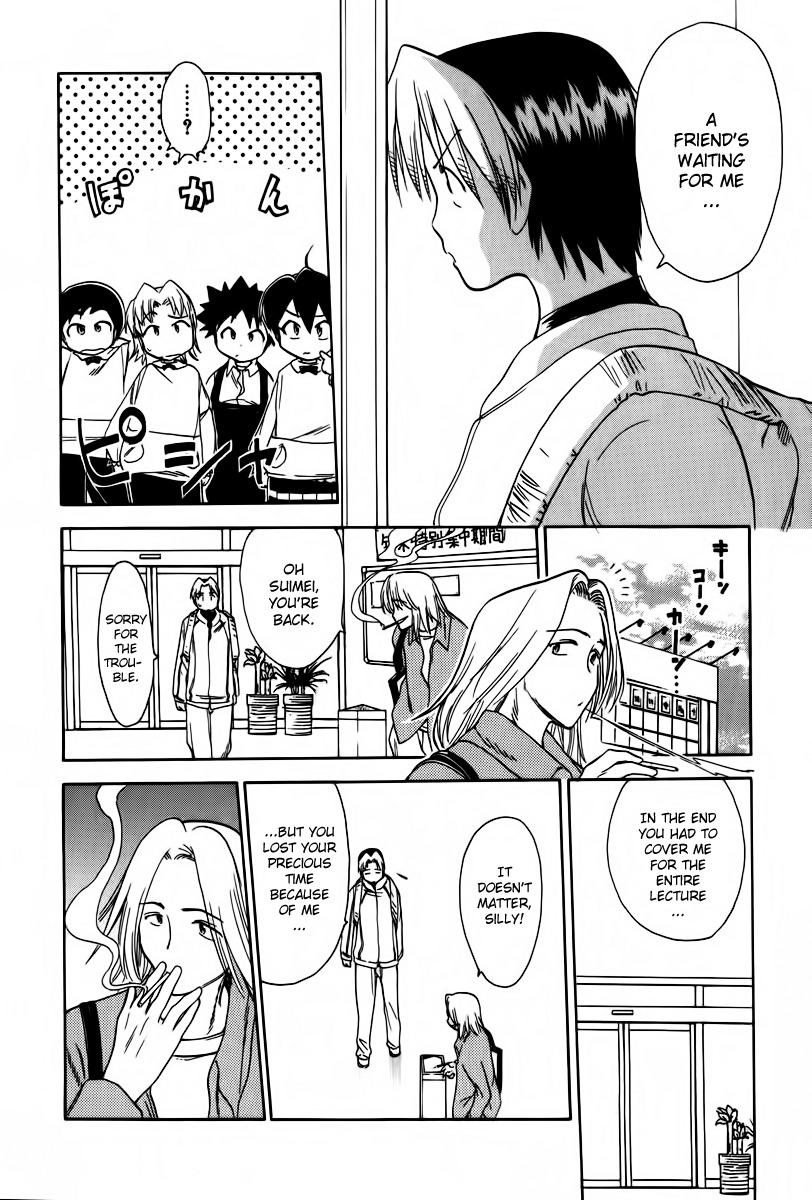 A
FRIEND'S
WAITING
FOR ME
...
......
?
ぽかん
ピシャ
キーン
コーン
カーン
OH
SUIMEI,
YOU'RE
BACK.
SORRY
FOR
THE
TROU-
BLE.
IN THE END
YOU HAD TO
COVER ME
FOR THE
ENTIRE
LECTURE
...
IT
DOESN'T
MATTER,
SILLY!
...BUT YOU
LOST YOUR
PRECIOUS
TIME
BECAUSE
OF ME
...